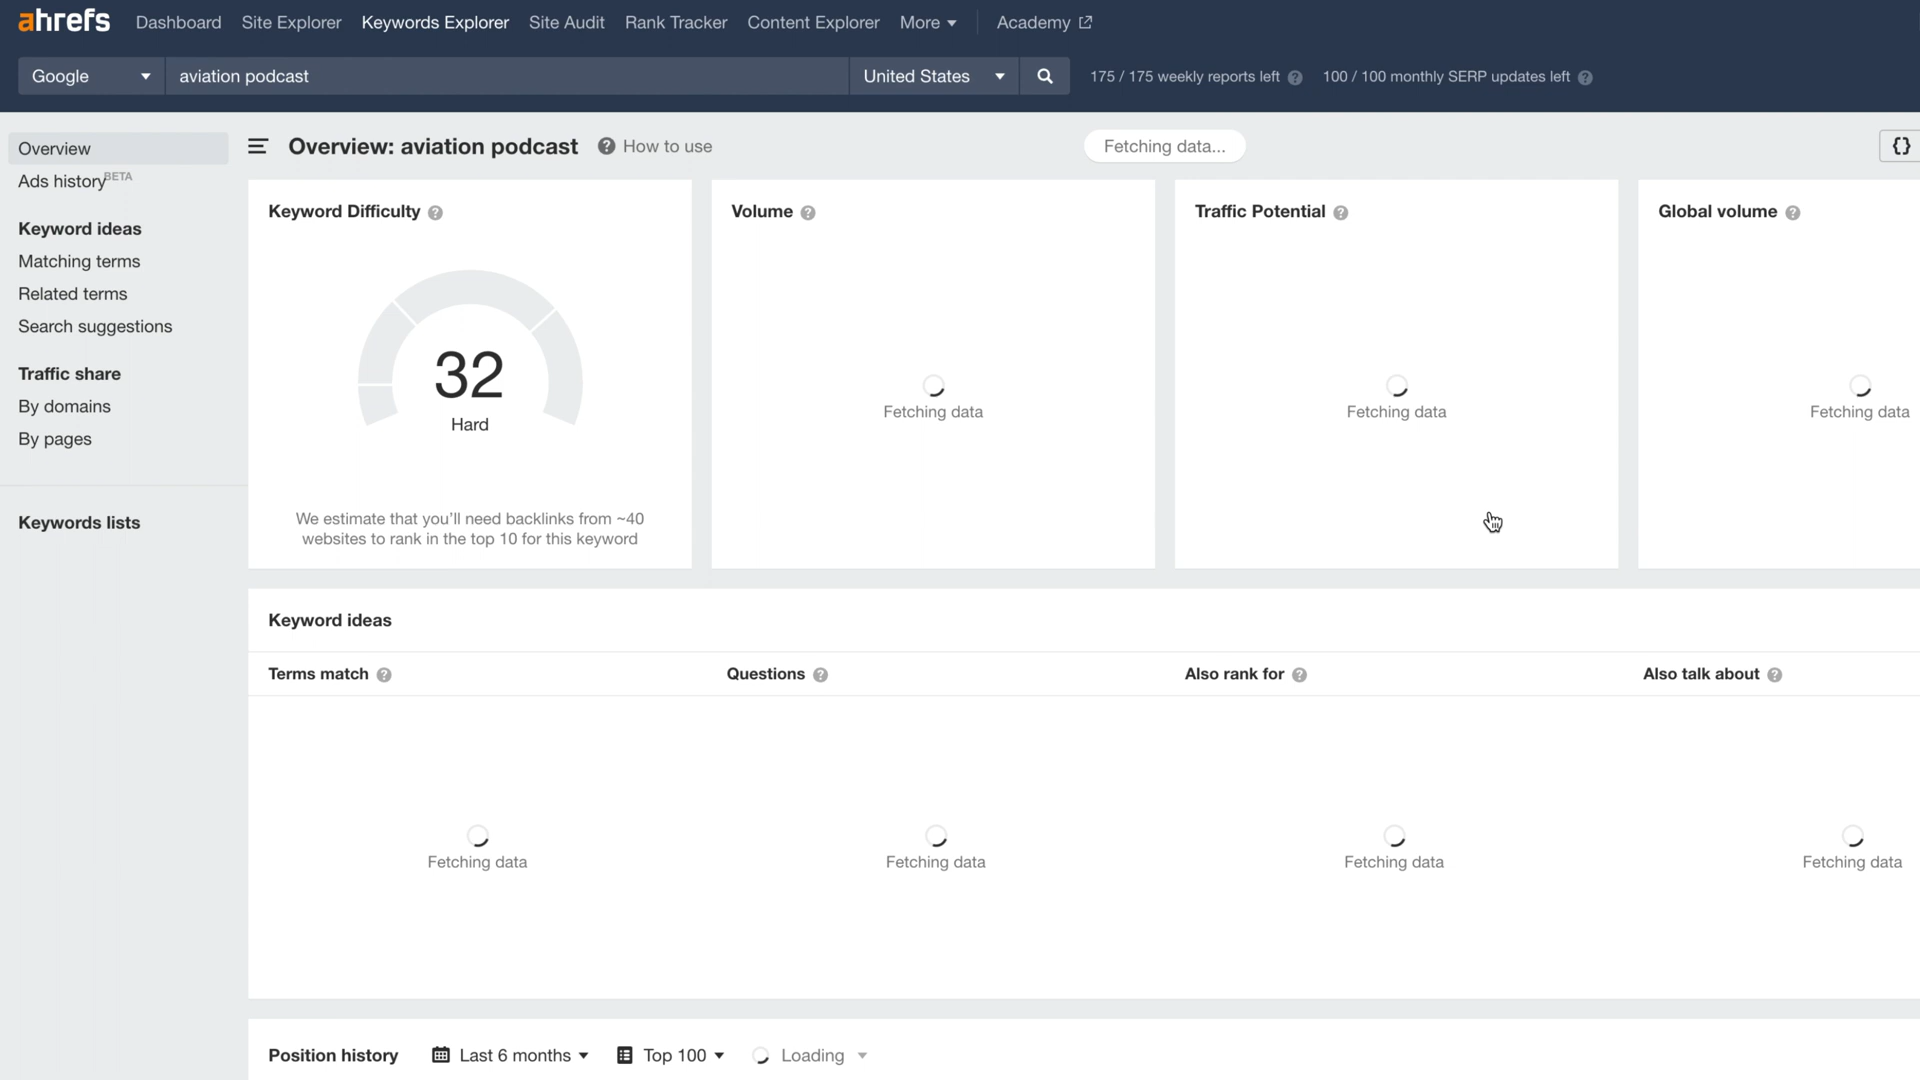 ahrefs Dashboard Site Explorer Keywords Explorer Site Audit Rank Tracker Content Explorer More Academy
Google aviation podcast United States 175 / 175 weekly reports left ? 100 / 100 monthly SERP updates left ?
Overview
Ads history BETA
Keyword ideas
Matching terms
Related terms
Search suggestions
Traffic share
By domains
By pages
Keywords lists
Overview: aviation podcast ? How to use Fetching data... {}
Keyword Difficulty ?
32
Hard
We estimate that you’ll need backlinks from ~40
websites to rank in the top 10 for this keyword
Volume ?
Fetching data
Traffic Potential ?
Fetching data
Global volume ?
Fetching data
Keyword ideas
Terms match ? Questions ? Also rank for ? Also talk about ?
Fetching data Fetching data Fetching data Fetching data
Position history Last 6 months Top 100 Loading